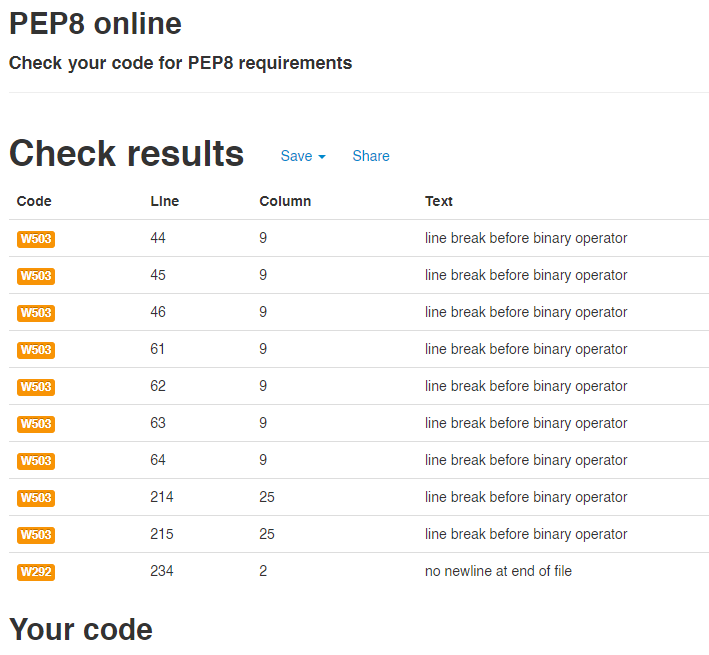 PEP8 online
Check your code for PEP8 requirements
Check results Save Share
Code Line Column Text
W503 44 9 line break before binary operator
W503 45 9 line break before binary operator
W503 46 9 line break before binary operator
W503 61 9 line break before binary operator
W503 62 9 line break before binary operator
W503 63 9 line break before binary operator
W503 64 9 line break before binary operator
W503 214 25 line break before binary operator
W503 215 25 line break before binary operator
W292 234 2 no newline at end of file
Your code